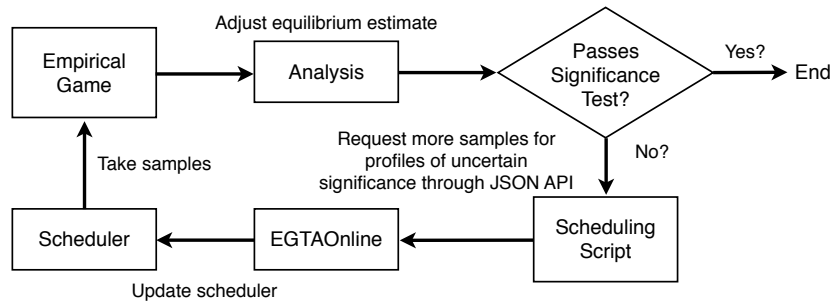 Adjust equilibrium estimate
Empirical
Game
Analysis
Passes
Significance
Test?
Yes?
End
Request more samples for
profiles of uncertain
significance through JSON API
No?
Take samples
Scheduler
EGTAOnline
Scheduling
Script
Update scheduler